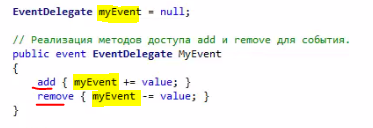 EventDelegate myEvent = null;
// Реализация методов доступа add и remove для события.
public event EventDelegate MyEvent
{
add { myEvent += value; }
remove { myEvent -= value; }
}